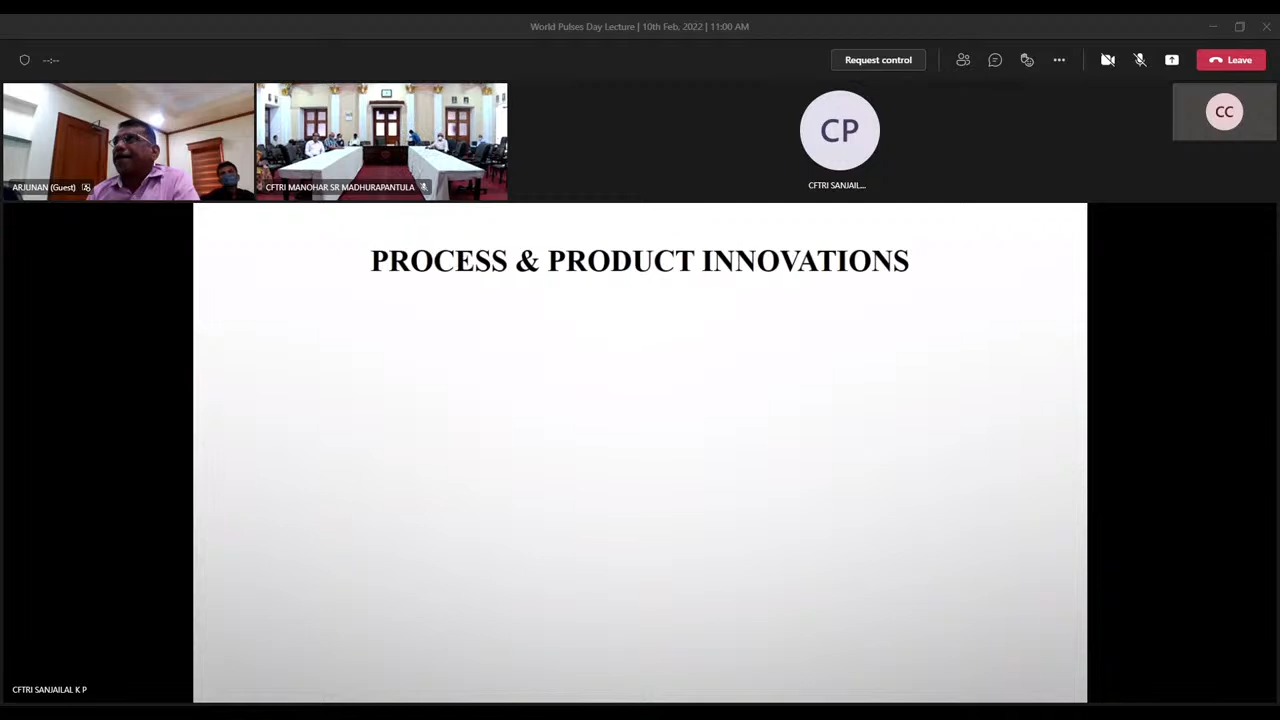 World Pulses Day Lecture | 10th Feb, 2022 | 11:00 AM
--:--
Request control
Leave
ARJUNAN (Guest)
CFTRI MANOHAR SR MADHURAPANTULA
CP
CFTRI SANJAIL...
CC
PROCESS & PRODUCT INNOVATIONS
CFTRI SANJAILAL K P